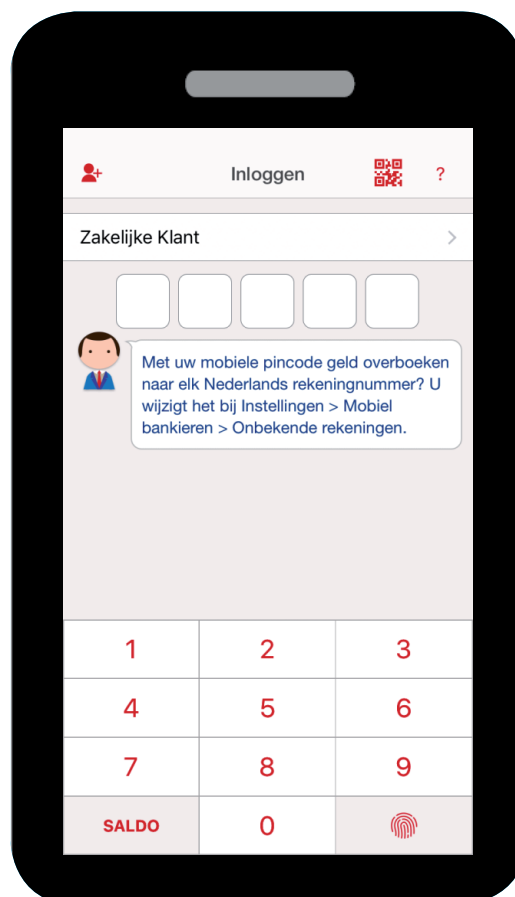 Inloggen
?
Zakelijke Klant
Met uw mobiele pincode geld overboeken
naar elk Nederlands rekeningnummer? U
wijzigt het bij Instellingen > Mobiel
bankieren > Onbekende rekeningen.
1 2 3
4 5 6
7 8 9
SALDO 0